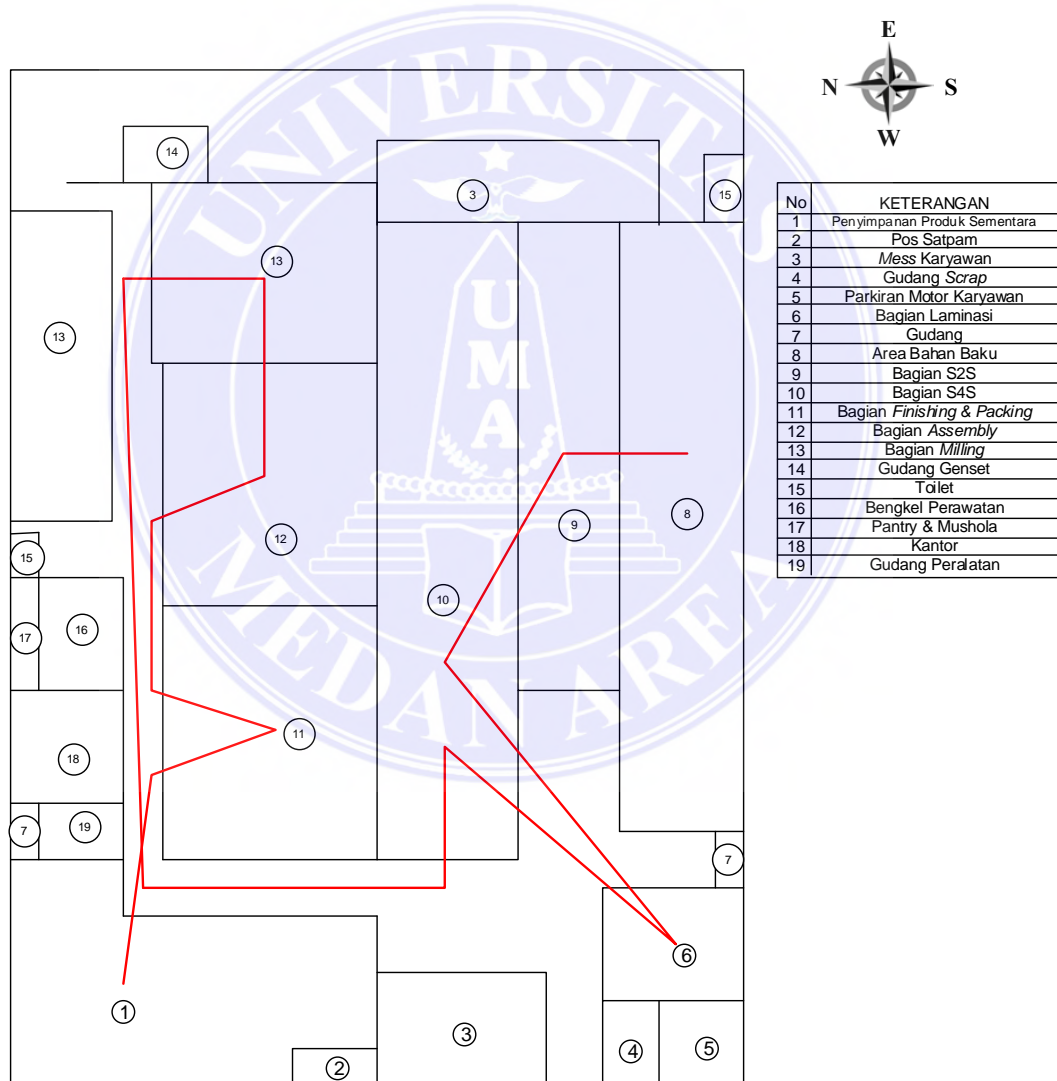 UNIVERSITAS
UMA
MEDAN AREA
E
N S
W
14
3
15
13
13
12
9
8
10
15
17
16
18
11
7
19
7
6
1
2
3
4
5
No KETERANGAN
1 Penyimpanan Produk Sementara
2 Pos Satpam
3 Mess Karyawan
4 Gudang Scrap
5 Parkiran Motor Karyawan
6 Bagian Laminasi
7 Gudang
8 Area Bahan Baku
9 Bagian S2S
10 Bagian S4S
11 Bagian Finishing & Packing
12 Bagian Assembly
13 Bagian Milling
14 Gudang Genset
15 Toilet
16 Bengkel Perawatan
17 Pantry & Mushola
18 Kantor
19 Gudang Peralatan